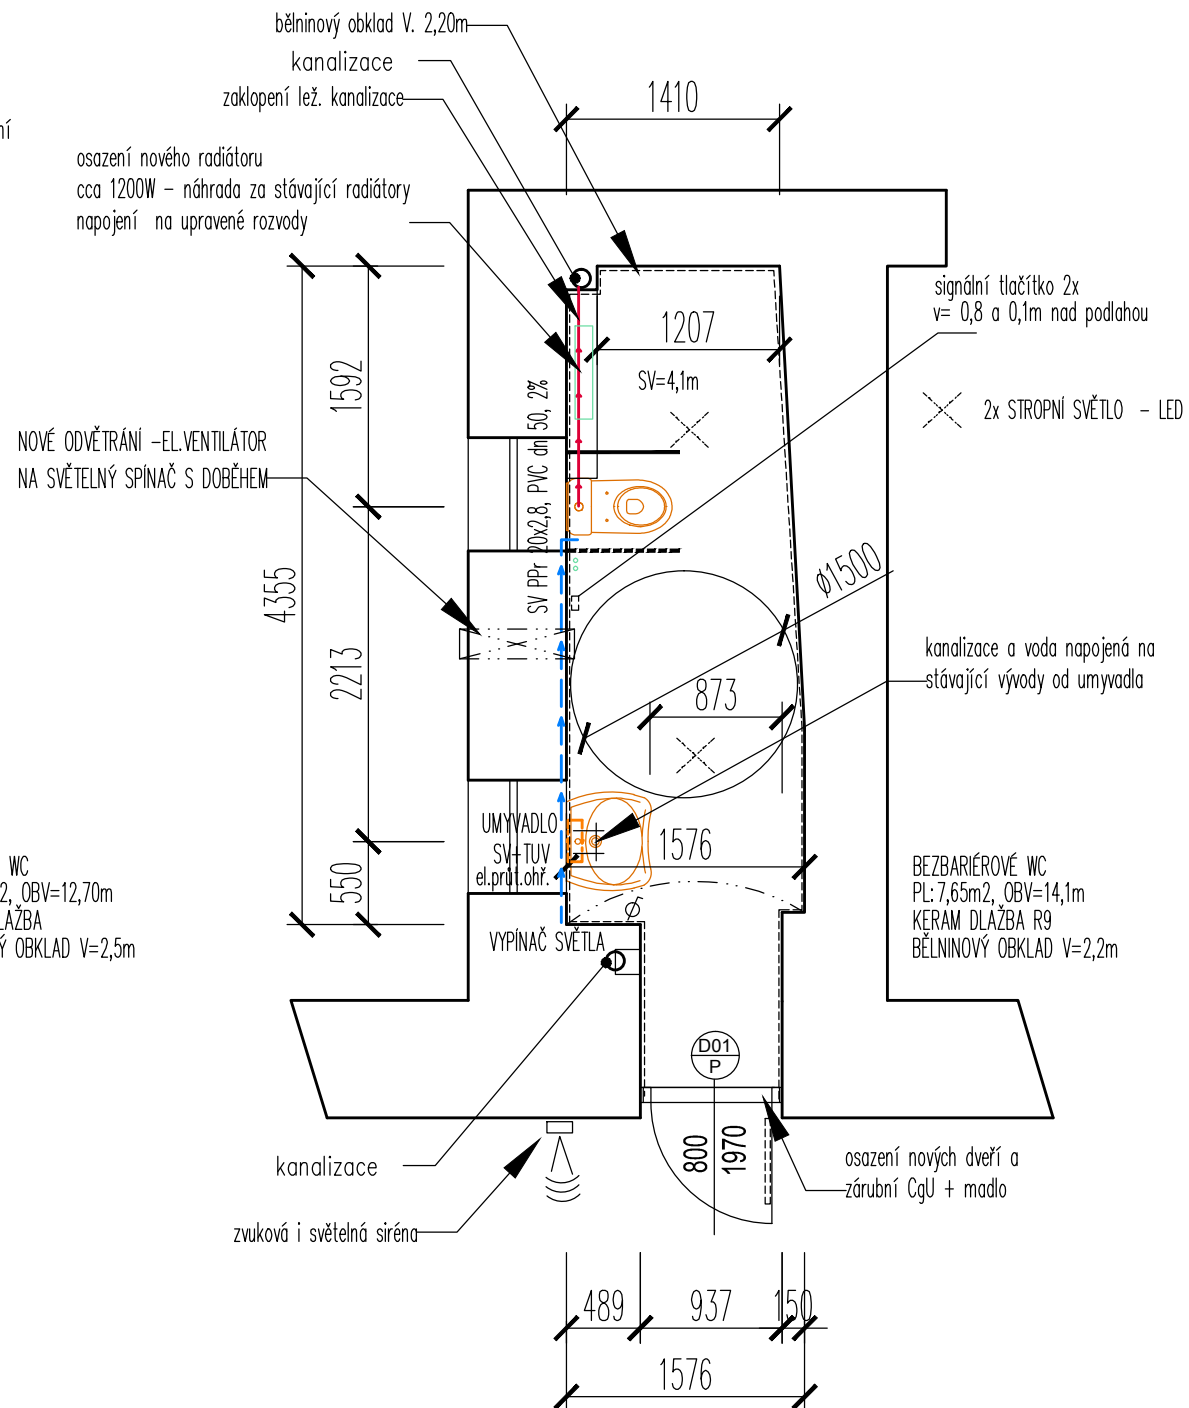 bělninový obklad V. 2,20m
kanalizace
zaklopení lež. kanalizace
ní
osazení nového radiátoru
cca 1200W – náhrada za stávající radiátory
napojení na upravené rozvody
1410
1207
SV=4,1m
signální tlačítko 2x
v= 0,8 a 0,1m nad podlahou
2x STROPNÍ SVĚTLO – LED
NOVÉ ODVĚTRÁNÍ –EL.VENTILÁTOR
NA SVĚTELNÝ SPÍNAČ S DOBĚHEM
1592
4355
2213
550
SV PPr 20x2,8, PVC dn 50, 2%
Ø1500
873
kanalizace a voda napojená na
stávající vývody od umyvadla
UMYVADLO
SV+TUV
el.průt.ohř.
1576
VYPÍNAČ SVĚTLA
WC
2, OBV=12,70m
LAŽBA
Ý OBKLAD V=2,5m
BEZBARIÉROVÉ WC
PL:7,65m2, OBV=14,1m
KERAM DLAŽBA R9
BĚLNINOVÝ OBKLAD V=2,2m
D01
P
800
1970
kanalizace
zvuková i světelná siréna
osazení nových dveří a
zárubní CgU + madlo
489
937
150
1576